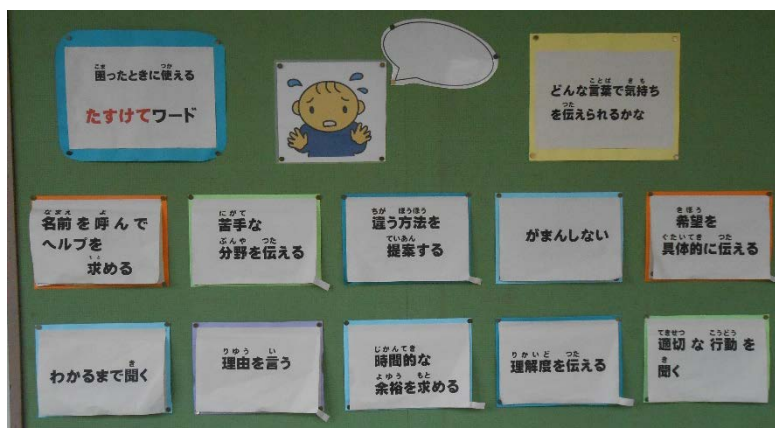 困ったときに使える
たすけてワード
どんな言葉で気持ち
を伝えられるかな
名前を呼んで
ヘルプを
求める
苦手な
分野を伝える
違う方法を
提案する
がまんしない
希望を
具体的に伝える
わかるまで聞く
理由を言う
時間的な
余裕を求める
理解度を伝える
適切な行動を
聞く